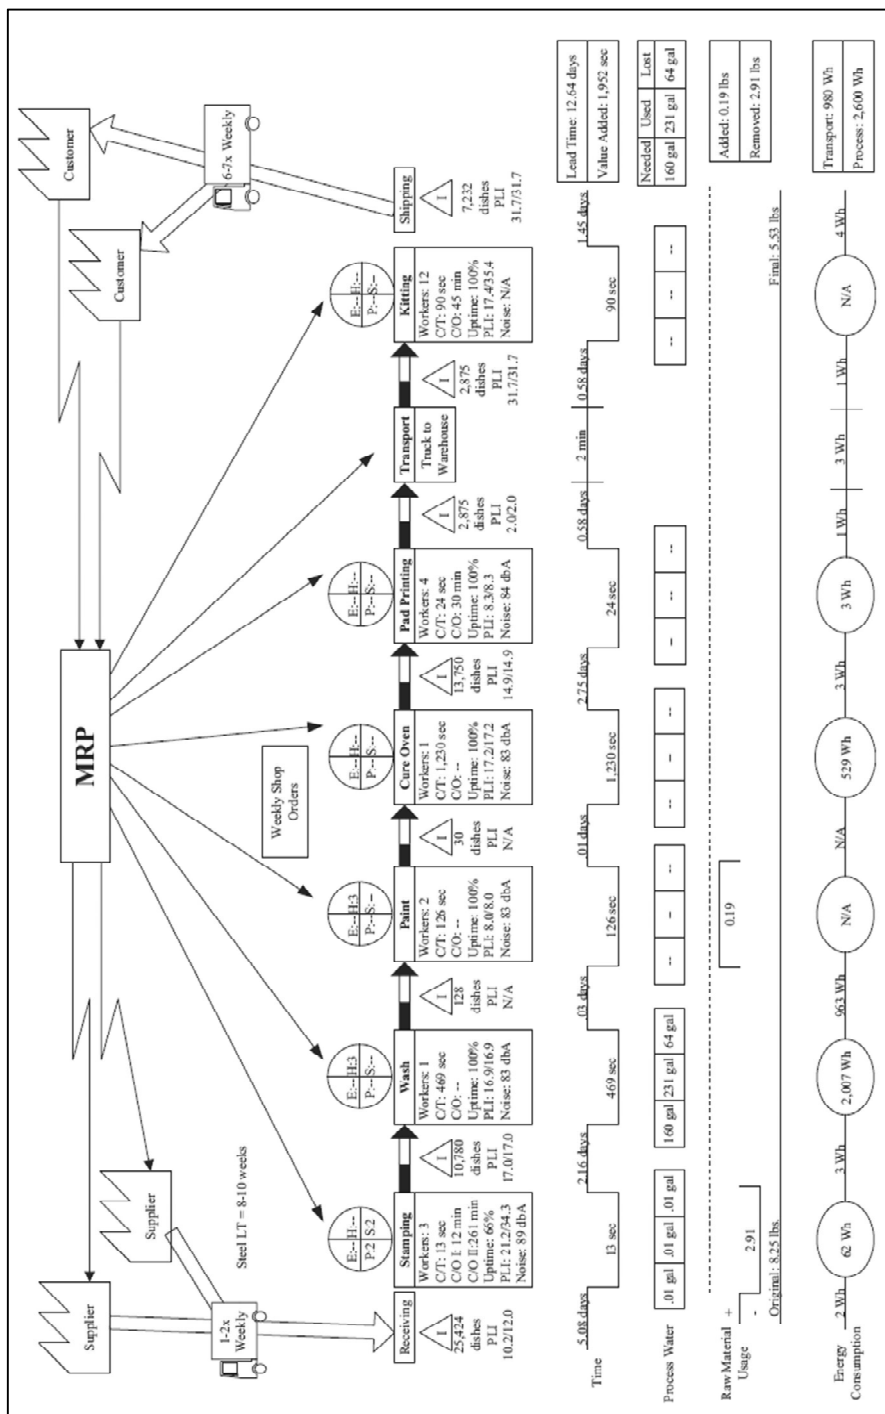 Supplier
Supplier
1-2x
Weekly
Steel LT = 8-10 weeks
MRP
Weekly Shop
Orders
Customer
Customer
6-7x Weekly
Receiving
I
25,424
dishes
PLI
10.2/12.0
E:-- H:--
P:2 S:2
Stamping
Workers: 3
C/T: 13 sec
C/O I: 12 min
C/O II:261 min
Uptime: 66%
PLI: 21.2/34.3
Noise: 89 dbA
I
10,780
dishes
PLI
17.0/17.0
E:-- H:3
P:-- S:--
Wash
Workers: 1
C/T: 469 sec
C/O: --
Uptime: 100%
PLI: 16.9/16.9
Noise: 83 dbA
I
128
dishes
PLI
N/A
E:-- H:3
P:-- S: -
Paint
Workers: 2
C/T: 126 sec
C/O: --
Uptime: 100%
PLI: 8.0/8.0
Noise: 83 dbA
I
30
dishes
PLI
N/A
E:-- H:--
P:-- S:--
Cure Oven
Workers: 1
C/T: 1,230 sec
C/O: --
Uptime: 100%
PLI: 17.2/17.2
Noise: 83 dbA
I
13,750
dishes
PLI
14.9/14.9
E:-- H:--
P:-- S:--
Pad Printing
Workers: 4
C/T: 24 sec
C/O: 30 min
Uptime: 100%
PLI: 8.3/8.3
Noise: 84 dbA
I
2,875
dishes
PLI
2.0/2.0
Transport
Truck to
Warehouse
I
2,875
dishes
PLI
31.7/31.7
E:-- H:--
P:-- S:--
Kitting
Workers: 12
C/T: 90 sec
C/O: 45 min
Uptime: 100%
PLI: 17.4/35.4
Noise: N/A
Shipping
I
7,232
dishes
PLI
31.7/31.7
Time
5.08 days 13 sec 2.16 days 469 sec .03 days 126 sec .01 days 1,230 sec 2.75 days 24 sec 0.58 days 2 min 0.58 days 90 sec 1.45 days
Lead Time: 12.64 days
Value Added: 1,952 sec
Process Water
.01 gal .01 gal .01 gal 160 gal 231 gal 64 gal -- - -- -- - -- - -- -- -- -- --
Needed Used Lost
160 gal 231 gal 64 gal
Raw Material +
Usage -
2.91
0.19
Original: 8.25 lbs.
Final: 5.53 lbs
Added: 0.19 lbs
Removed: 2.91 lbs
Energy
Consumption
2 Wh 62 Wh 3 Wh 2,007 Wh 963 Wh N/A N/A 529 Wh 3 Wh 3 Wh 1 Wh 3 Wh 1 Wh N/A 4 Wh
Transport: 980 Wh
Process: 2,600 Wh